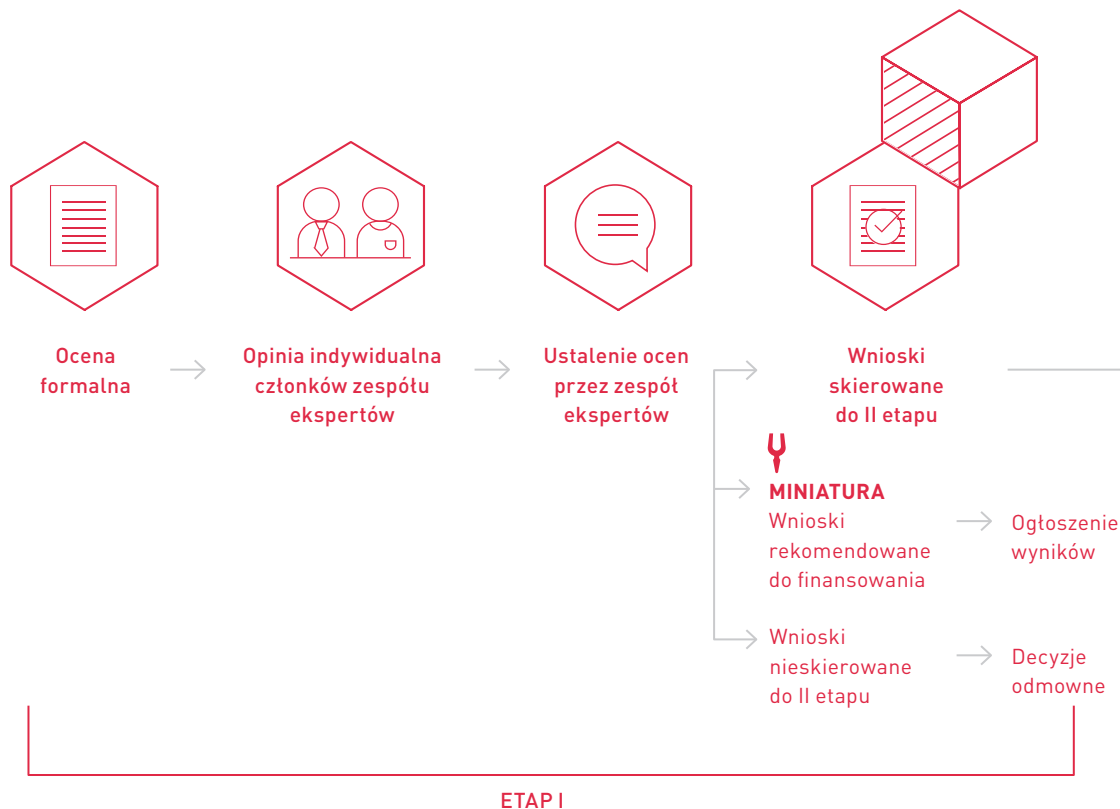 Ocena
formalna
Opinia indywidualna
członków zespółu
ekspertów
Ustalenie ocen
przez zespół
ekspertów
Wnioski
skierowane
do II etapu
MINIATURA
Wnioski
rekomendowane
do finansowania
Ogłoszenie
wyników
Wnioski
nieskierowane
do II etapu
Decyzje
odmowne
ETAP I